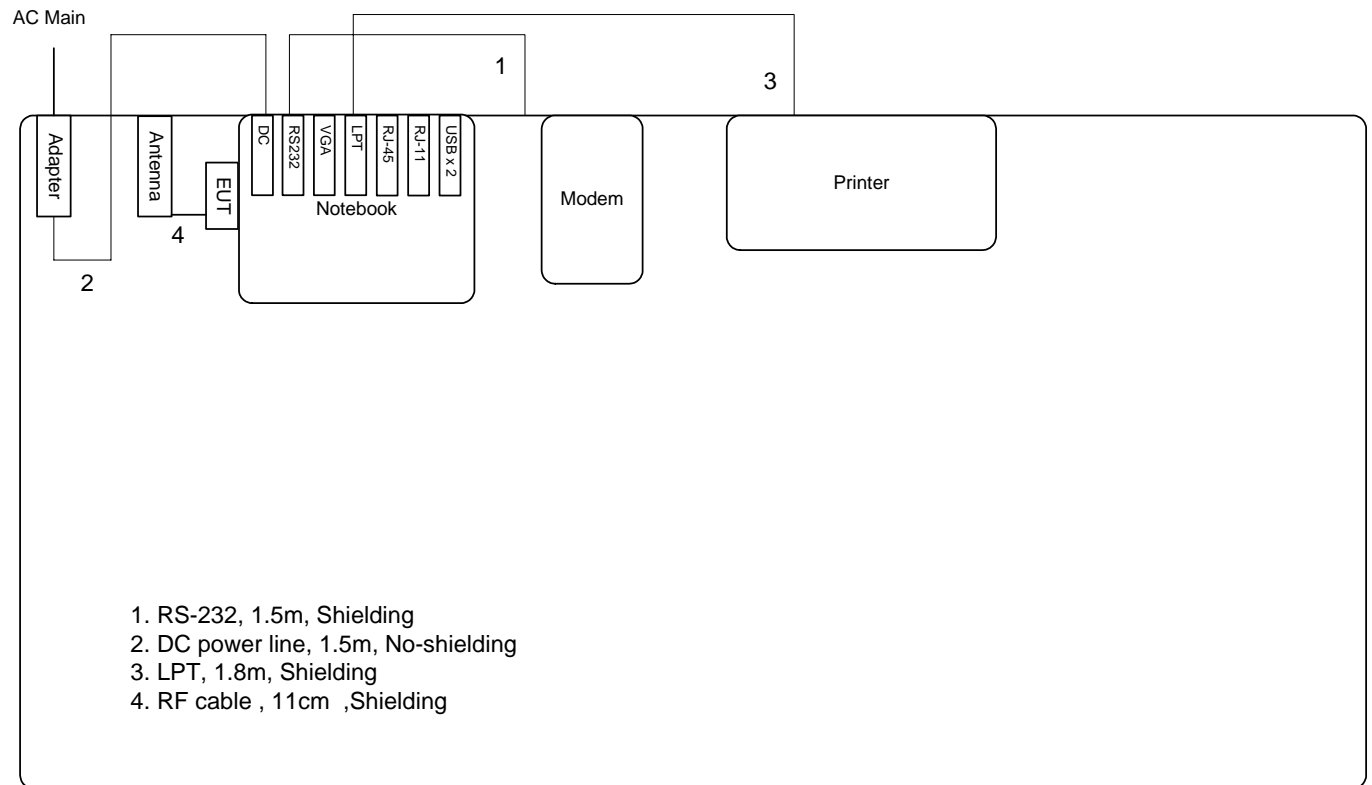 AC Main
1
3
Adapter
Antenna
EUT
DC
RS232
VGA
LPT
RJ-45
RJ-11
USB x 2
Notebook
Modem
Printer
4
2
1. RS-232, 1.5m, Shielding
2. DC power line, 1.5m, No-shielding
3. LPT, 1.8m, Shielding
4. RF cable , 11cm ,Shielding